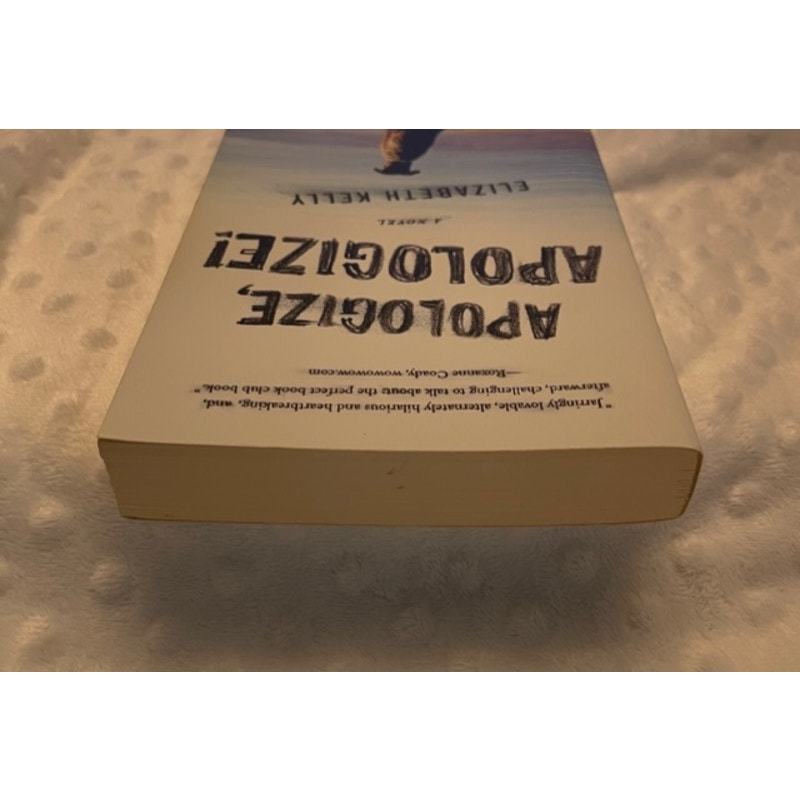 "Jarringly lovable, alternately hilarious and heartbreaking, and,
afterward, challenging to talk about the perfect book club book."
—Roxanne Coady, wowowow.com
APOLOGIZE,
APOLOGIZE!
A NOVEL
ELIZABETH KELLY